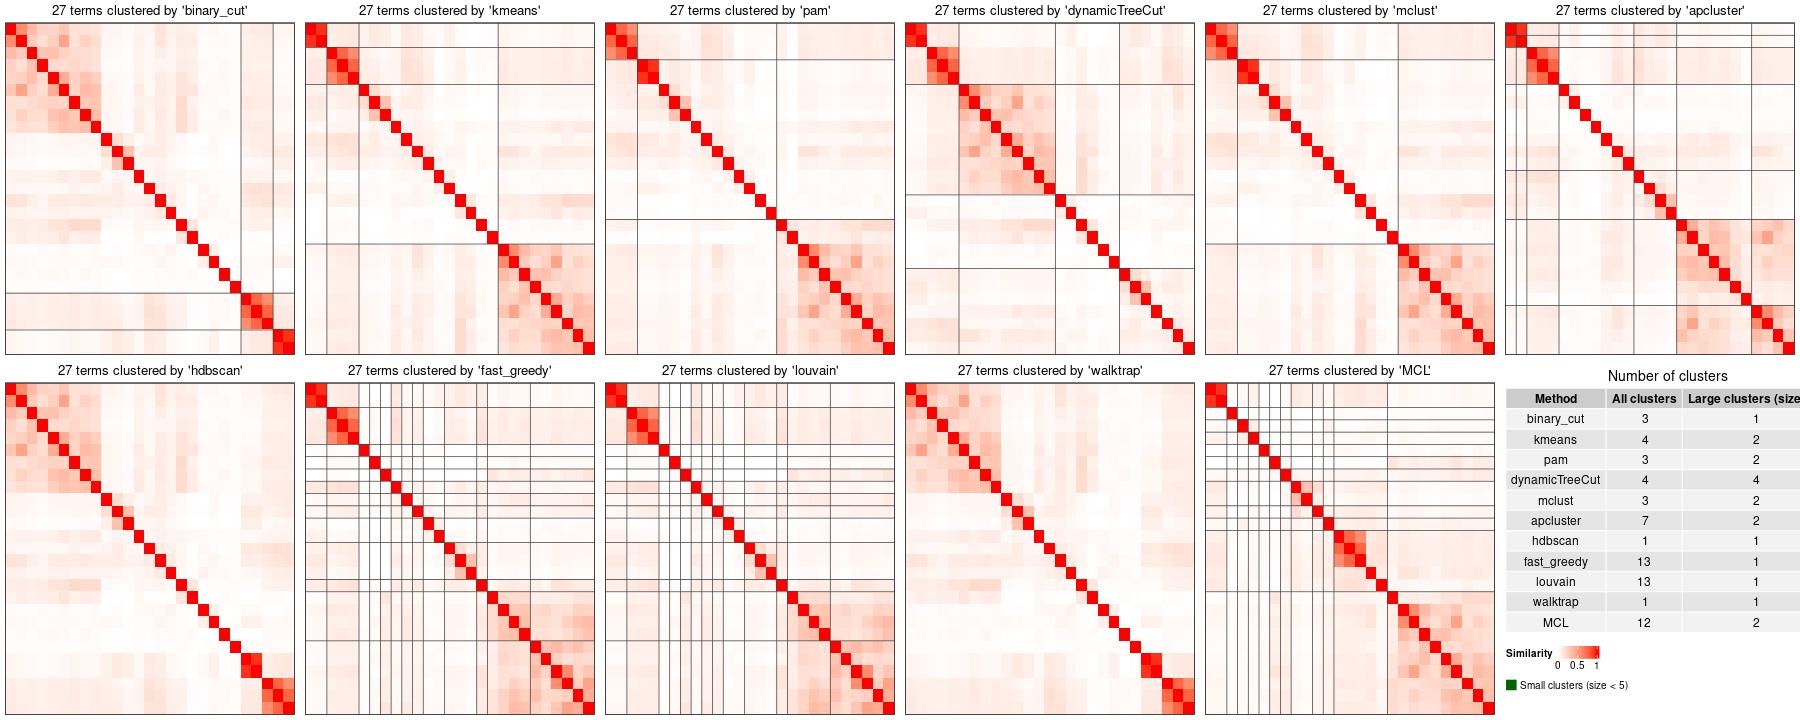 27 terms clustered by 'binary_cut'
27 terms clustered by 'kmeans'
27 terms clustered by 'pam'
27 terms clustered by 'dynamicTreeCut'
27 terms clustered by 'mclust'
27 terms clustered by 'apcluster'
27 terms clustered by 'hdbscan'
27 terms clustered by 'fast_greedy'
27 terms clustered by 'louvain'
27 terms clustered by 'walktrap'
27 terms clustered by 'MCL'
Number of clusters
Method All clusters Large clusters (size
binary_cut 3 1
kmeans 4 2
pam 3 2
dynamicTreeCut 4 4
mclust 3 2
apcluster 7 2
hdbscan 1 1
fast_greedy 13 1
louvain 13 1
walktrap 1 1
MCL 12 2
Similarity
0 0.5 1
Small clusters (size < 5)